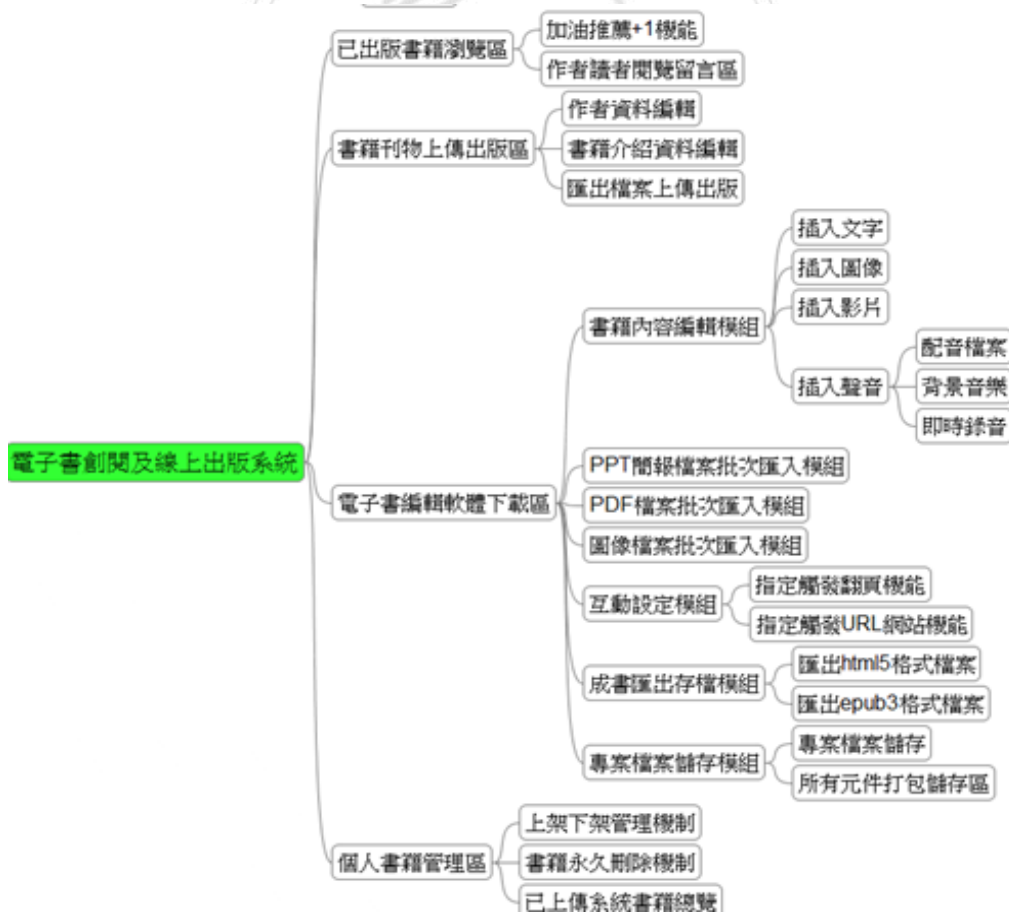 已出版書籍瀏覽區
加油推薦+1機能
作者讀者閱覽留言區
書籍刊物上傳出版區
作者資料編輯
書籍介紹資料編輯
匯出檔案上傳出版
電子書創閱及線上出版系統
電子書編輯軟體下載區
書籍內容編輯模組
插入文字
插入圖像
插入影片
插入聲音
配音檔案
背景音樂
即時錄音
PPT簡報檔案批次匯入模組
PDF檔案批次匯入模組
圖像檔案批次匯入模組
互動設定模組
指定觸發翻頁機能
指定觸發URL網站機能
成書匯出存檔模組
匯出html5格式檔案
匯出epub3格式檔案
專案檔案儲存模組
專案檔案儲存
所有元件打包儲存區
個人書籍管理區
上架下架管理機制
書籍永久刪除機制
已上傳系統書籍總覽